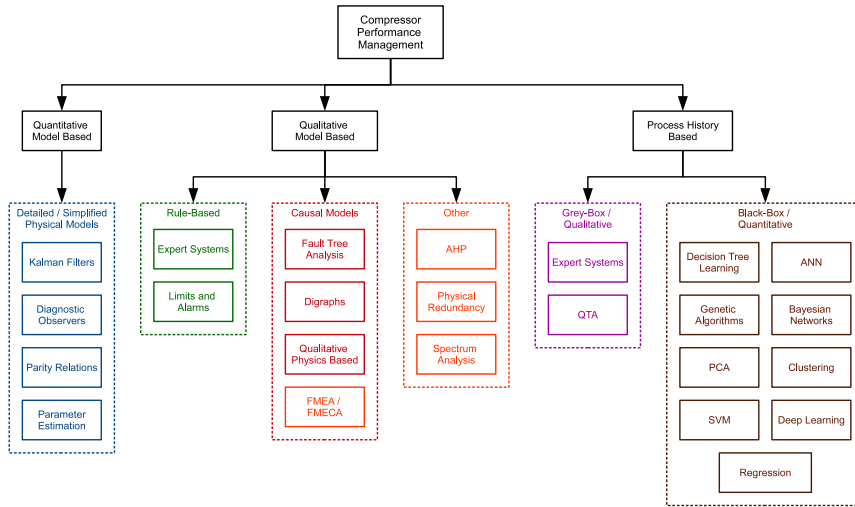 Compressor
Performance
Management
Quantitative
Model Based
Qualitative
Model Based
Process History
Based
Detailed / Simplified
Physical Models
Kalman Filters
Diagnostic
Observers
Parity Relations
Parameter
Estimation
Rule-Based
Expert Systems
Limits and
Alarms
Causal Models
Fault Tree
Analysis
Digraphs
Qualitative
Physics Based
FMEA /
FMECA
Other
AHP
Physical
Redundancy
Spectrum
Analysis
Grey-Box /
Qualitative
Expert Systems
QTA
Black-Box /
Quantitative
Decision Tree
Learning
ANN
Genetic
Algorithms
Bayesian
Networks
PCA
Clustering
SVM
Deep Learning
Regression